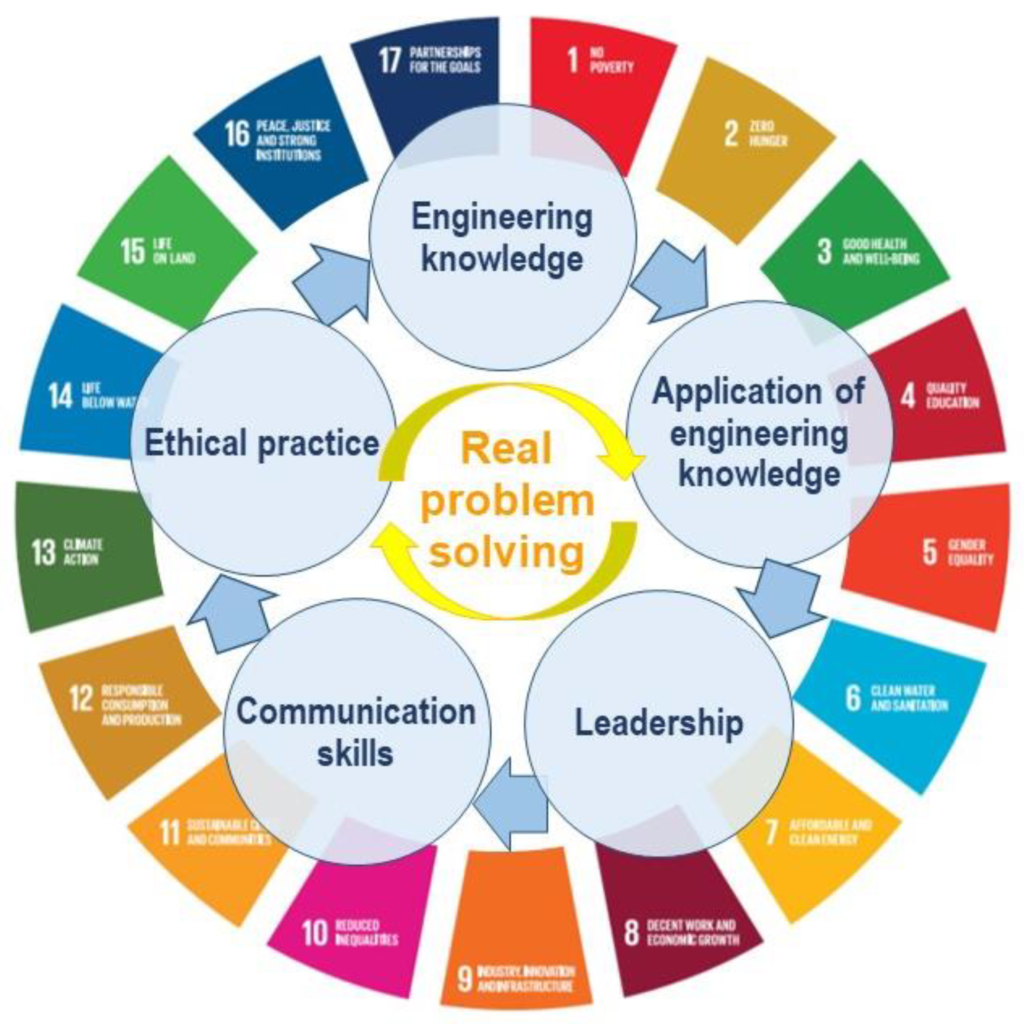 17 PARTNERSHIPS
FOR THE GOALS
1 NO
POVERTY
2 ZERO
HUNGER
3 GOOD HEALTH
AND WELL-BEING
4 QUALITY
EDUCATION
5 GENDER
EQUALITY
6 CLEAN WATER
AND SANITATION
7 AFFORDABLE AND
CLEAN ENERGY
8 DECENT WORK AND
ECONOMIC GROWTH
9 INDUSTRY, INNOVATION
AND INFRASTRUCTURE
10 REDUCED
INEQUALITIES
11 SUSTAINABLE
AND COMMUNITIES
12 RESPONSIBLE
CONSUMPTION
AND PRODUCTION
13 CLIMATE
ACTION
14 LIFE
BELOW
15 LIFE
ON LAND
16 PEACE, JUSTICE
AND STRONG
INSTITUTIONS
Engineering
knowledge
Application of
engineering
knowledge
Leadership
Communication
skills
Ethical practice
Real
problem
solving